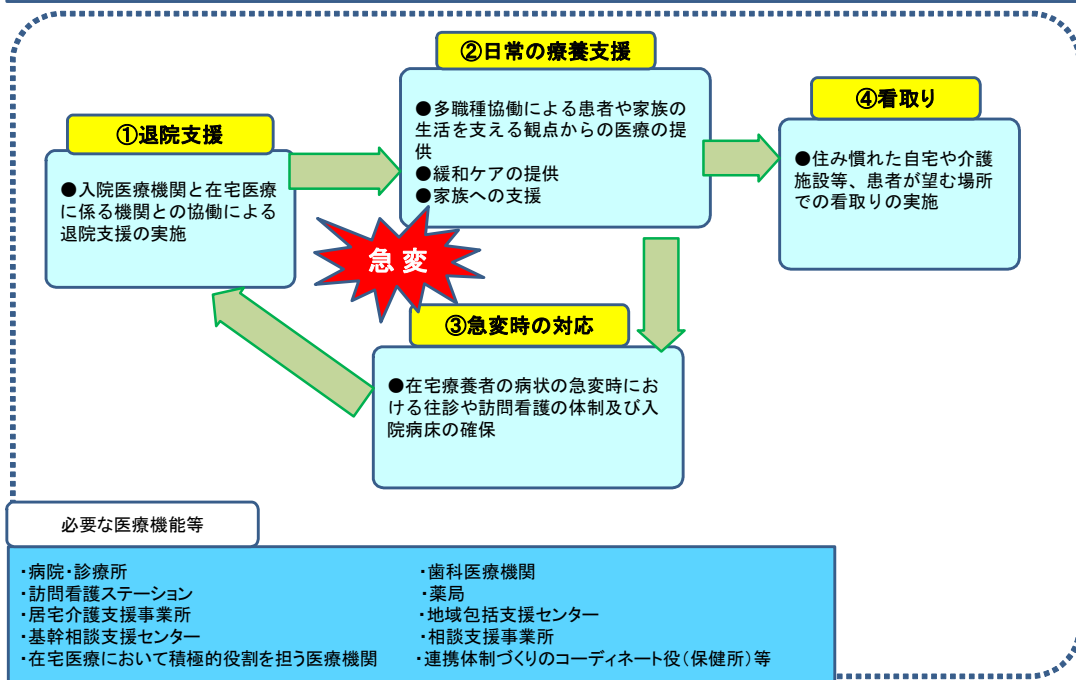 ①退院支援
●入院医療機関と在宅医療
に係る機関との協働による
退院支援の実施
②日常の療養支援
●多職種協働による患者や家族の
生活を支える観点からの医療の提
供
●緩和ケアの提供
●家族への支援
急変
③急変時の対応
●在宅療養者の病状の急変時にお
ける往診や訪問看護の体制及び入
院病床の確保
④看取り
●住み慣れた自宅や介護
施設等、患者が望む場所
での看取りの実施
必要な医療機能等
・病院・診療所
・訪問看護ステーション
・居宅介護支援事業所
・基幹相談支援センター
・在宅医療において積極的役割を担う医療機関
・歯科医療機関
・薬局
・地域包括支援センター
・相談支援事業所
・連携体制づくりのコーディネート役(保健所)等